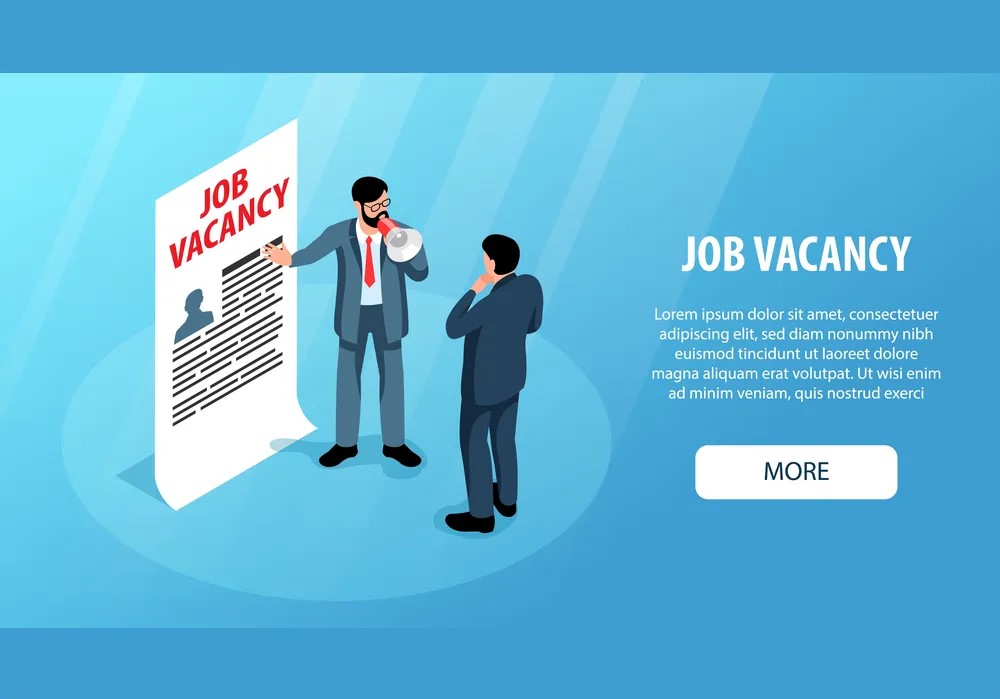 JOB
VACANCY
JOB VACANCY
Lorem ipsum dolor sit amet, consectetuer
adipiscing elit, sed diam nonummy nibh
euismod tincidunt ut laoreet dolore
magna aliquam erat volutpat. Ut wisi enim
ad minim veniam, quis nostrud exerci
MORE